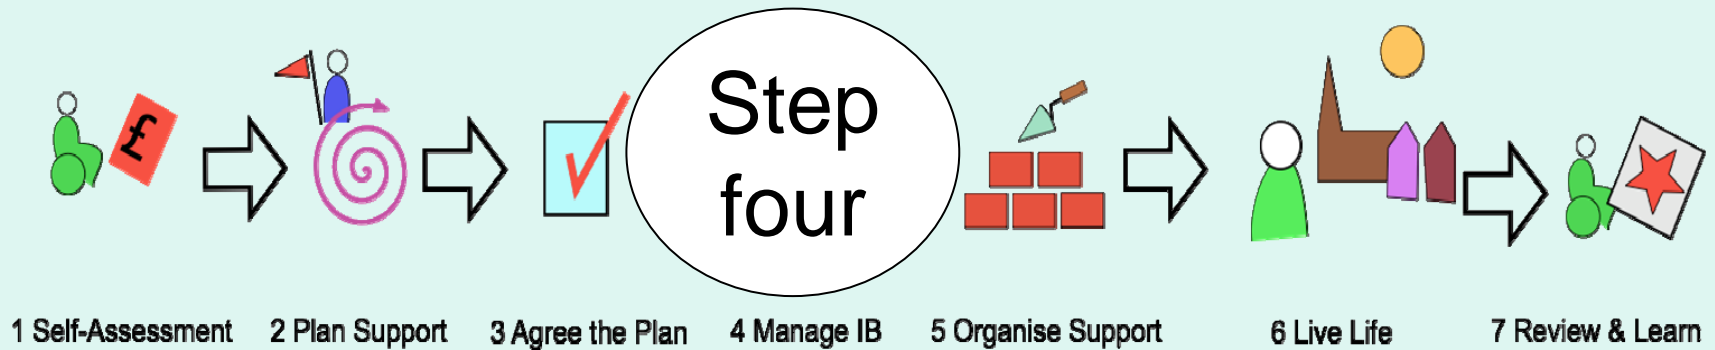 £
Step
four
1 Self-Assessment
2 Plan Support
3 Agree the Plan
4 Manage IB
5 Organise Support
6 Live Life
7 Review & Learn